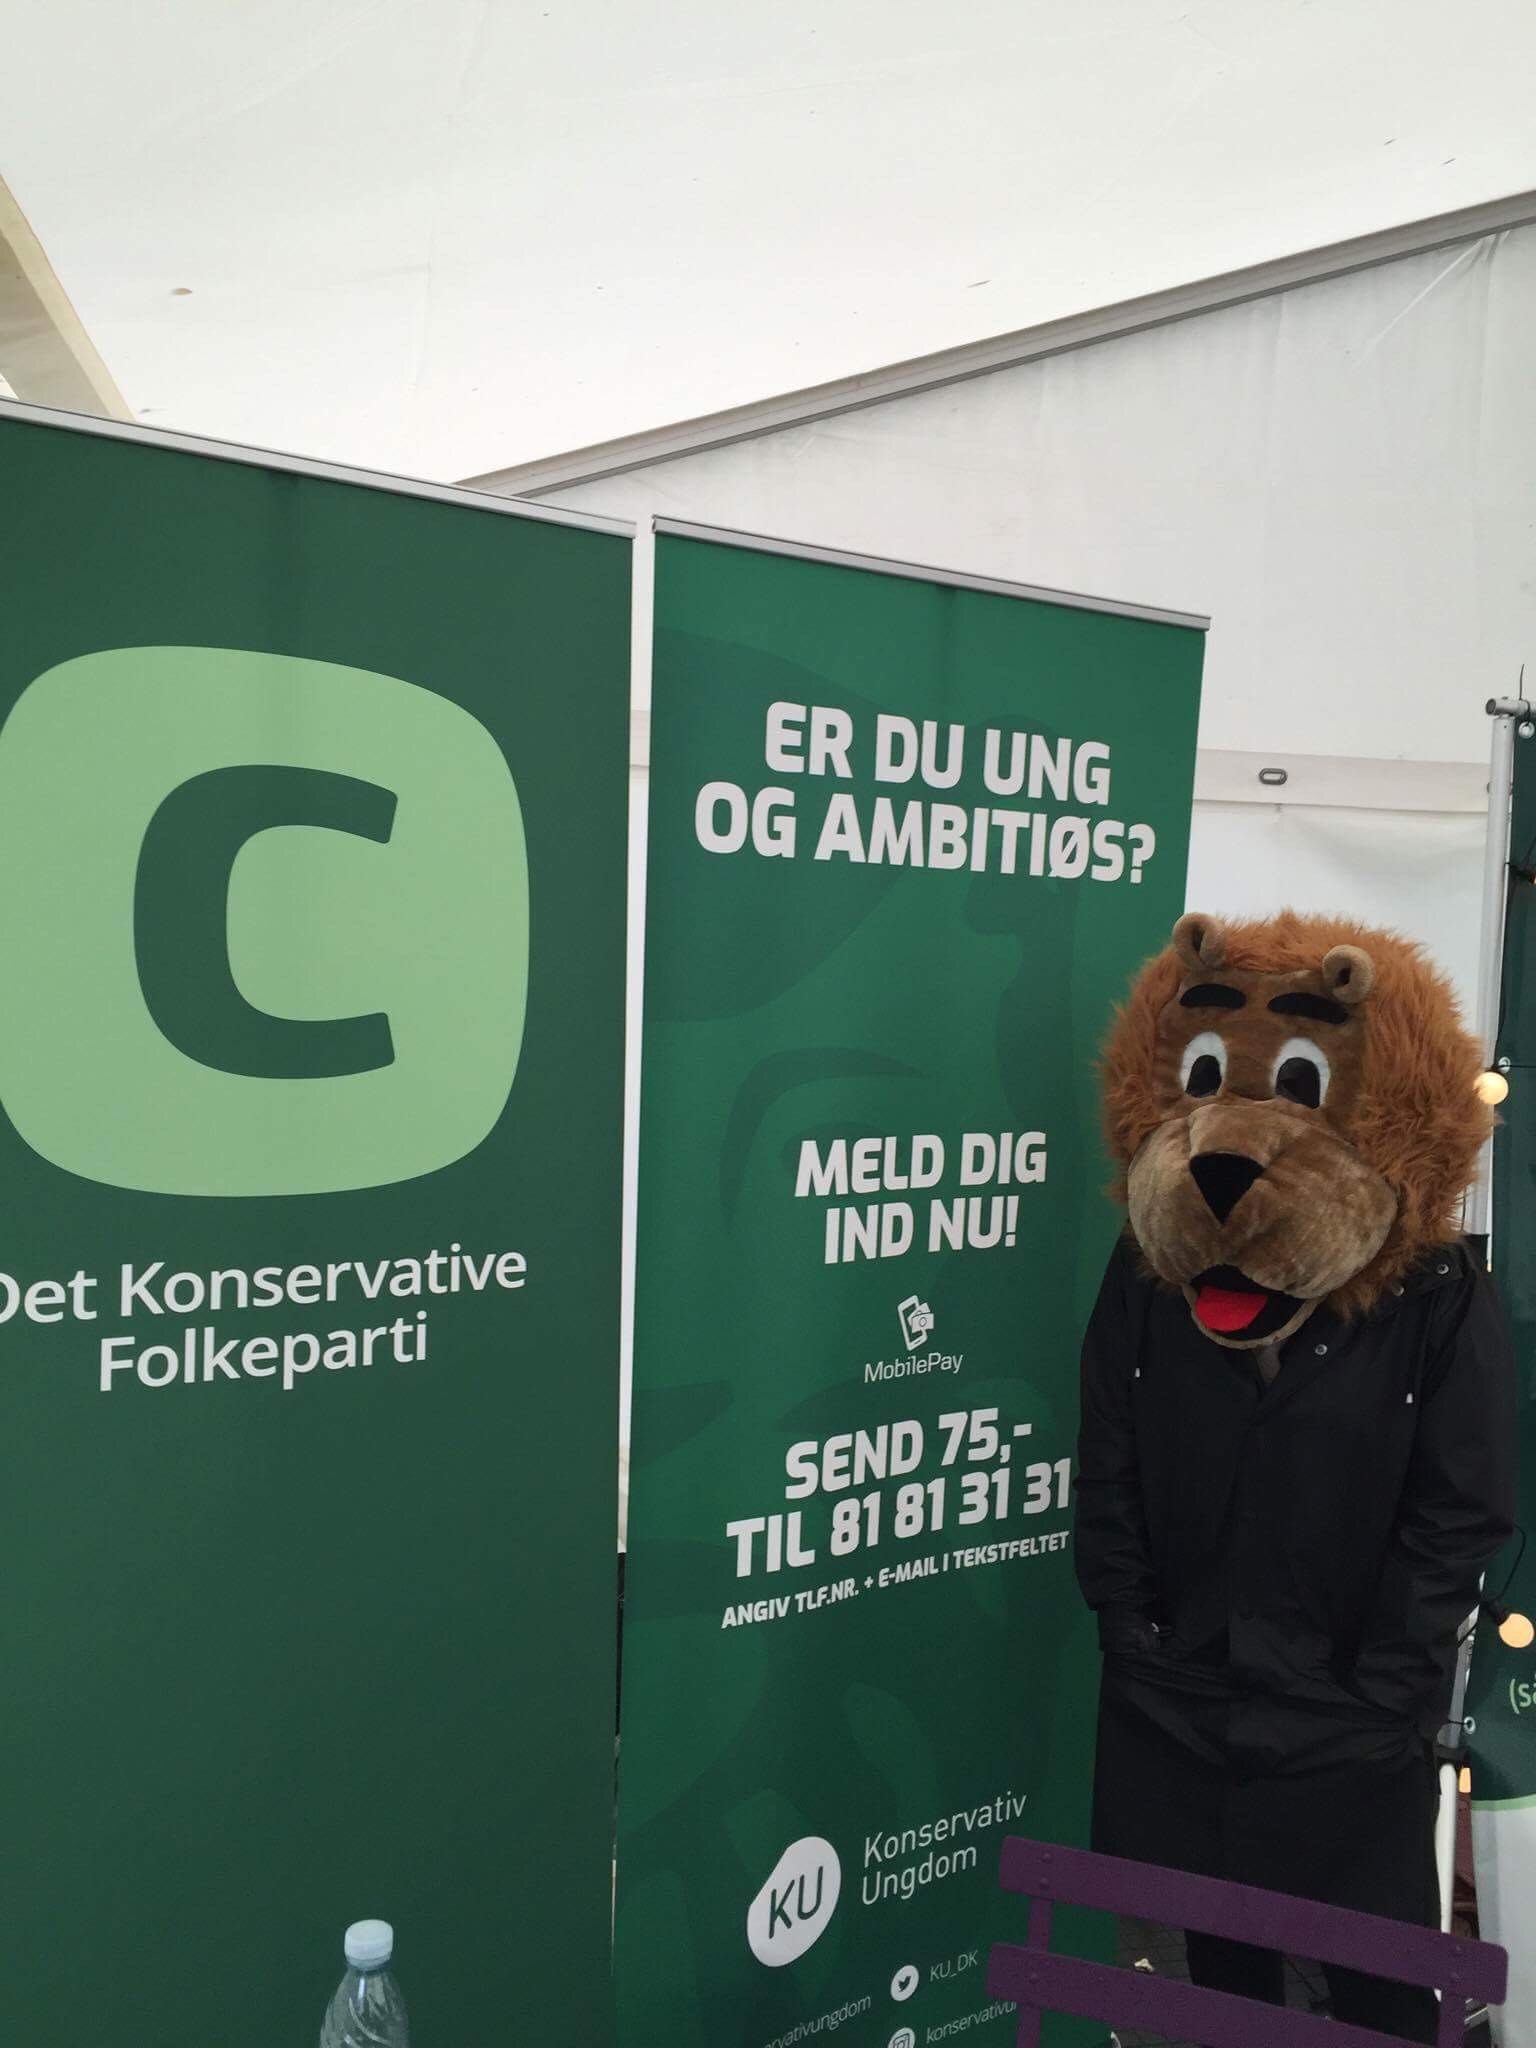 C
Det Konservative
Folkeparti
ER DU UNG
OG AMBITIØS?
MELD DIG
IND NU!
MobilePay
SEND 75,-
TIL 81 81 31 31
ANGIV TLF.NR. + E-MAIL I TEKSTFELTET
KU
Konservativ
Ungdom
KU_DK